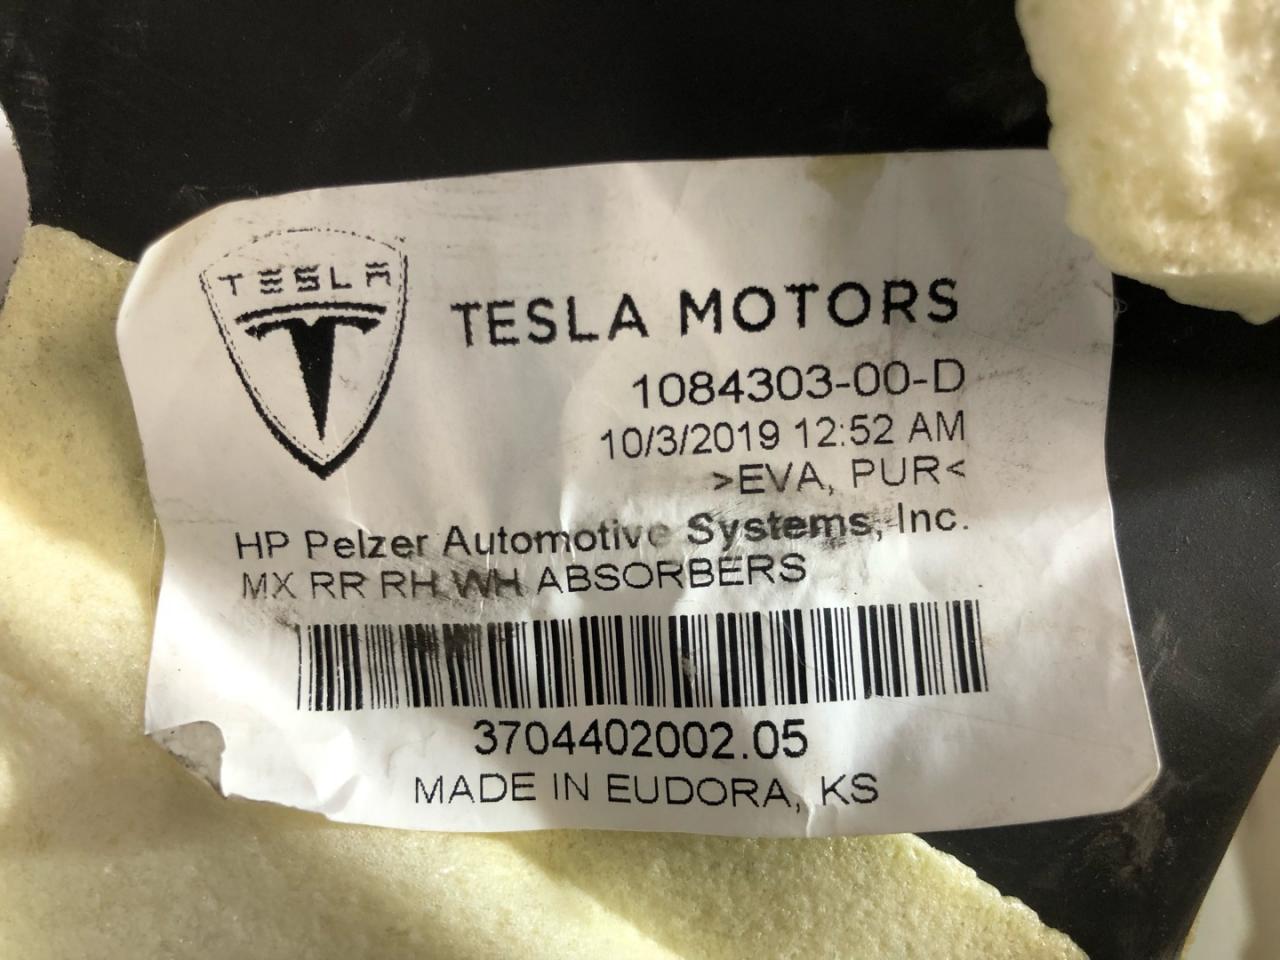 TESLA
TESLA MOTORS
1084303-00-D
10/3/2019 12:52 AM
>EVA, PUR<
HP Pelzer Automotive Systems, Inc.
MX RR RH WH ABSORBERS
3704402002.05
MADE IN EUDORA, KS